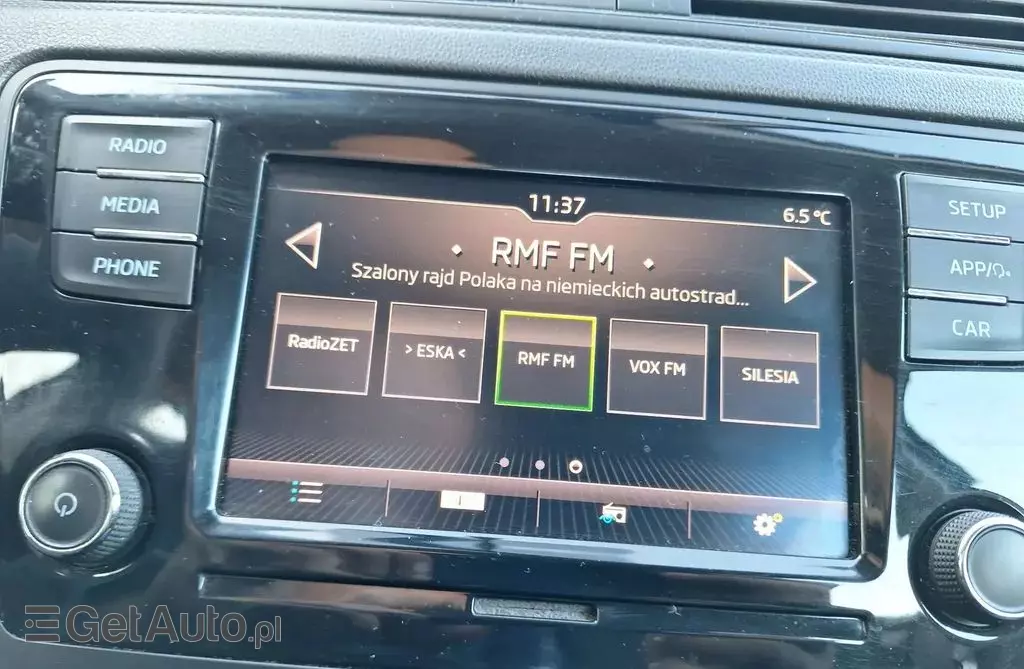 RADIO
MEDIA
PHONE
11:37
6.5 °C
RMF FM
Szalony rajd Polaka na niemieckich autostrad...
RadioZET
> ESKA <
RMF FM
VOX FM
SILESIA
SETUP
APP/
CAR
GetAuto.pl